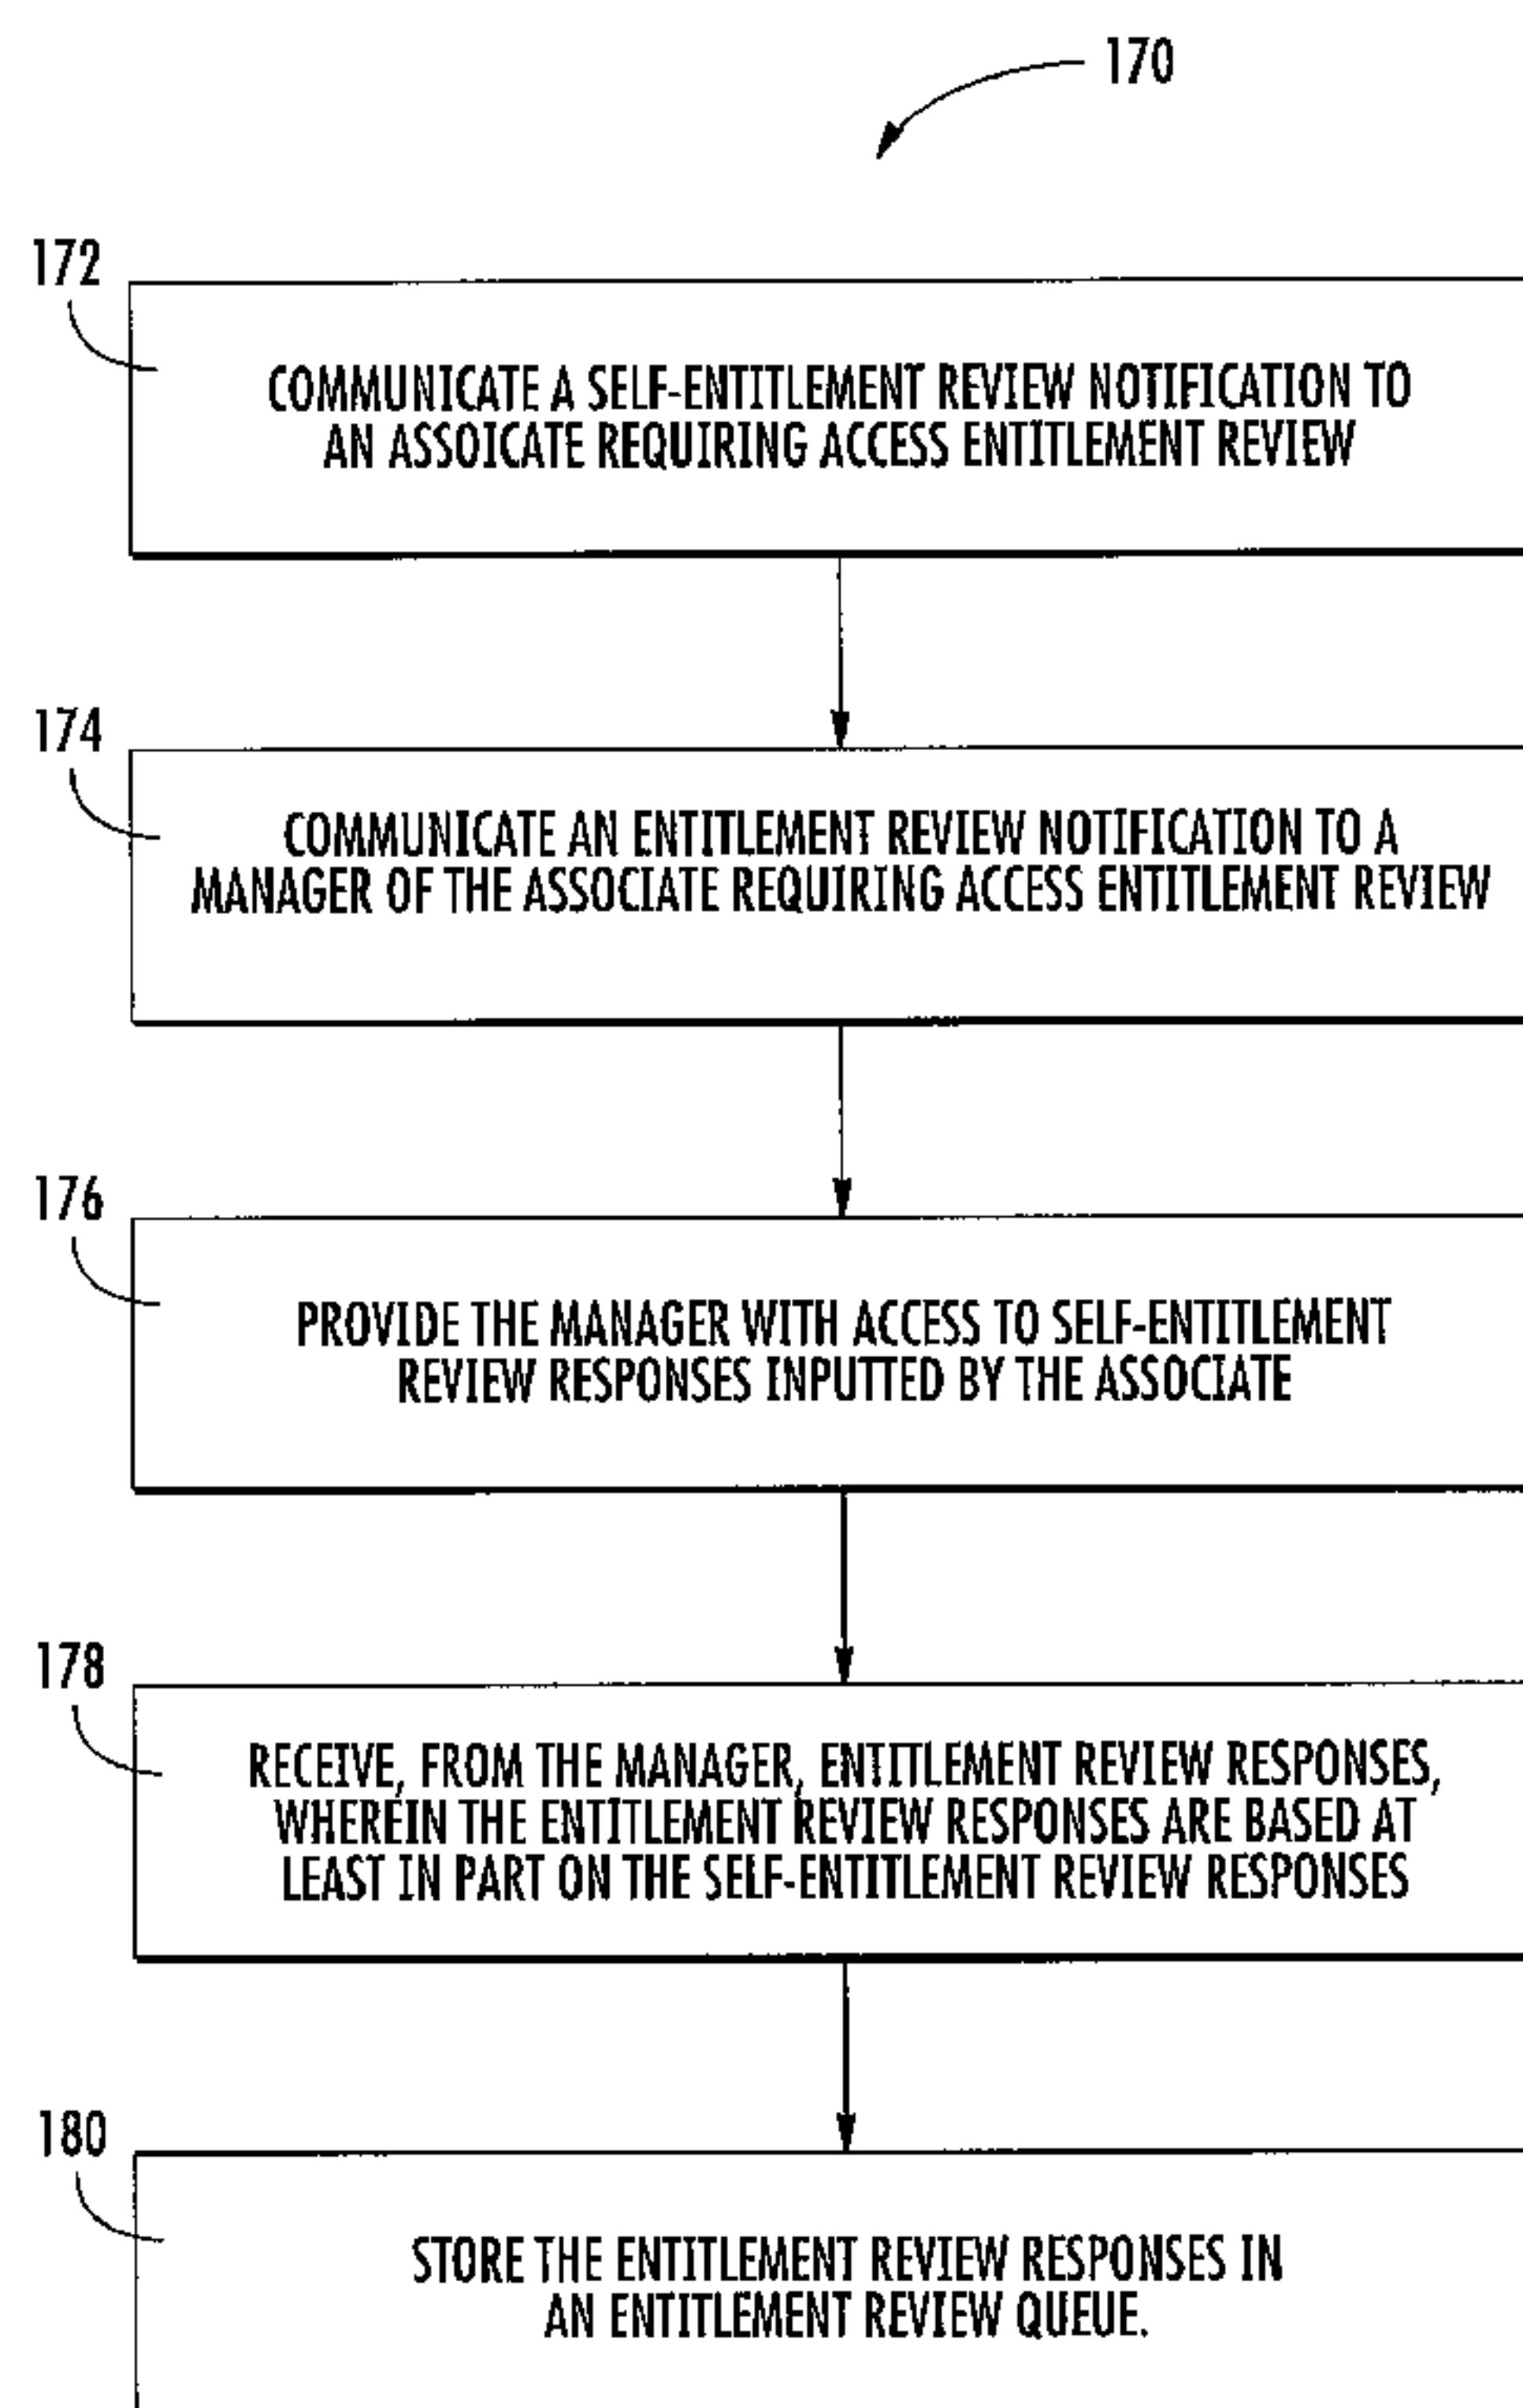 170
172
COMMUNICATE A SELF-ENTITLEMENT REVIEW NOTIFICATION TO
AN ASSOICATE REQUIRING ACCESS ENTITLEMENT REVIEW
174
COMMUNICATE AN ENTITLEMENT REVIEW NOTIFICATION TO A
MANAGER OF THE ASSOCIATE REQUIRING ACCESS ENTITLEMENT REVIEW
176
PROVIDE THE MANAGER WITH ACCESS TO SELF-ENTITLEMENT
REVIEW RESPONSES INPUTTED BY THE ASSOCIATE
178
RECEIVE, FROM THE MANAGER, ENTITLEMENT REVIEW RESPONSES,
WHEREIN THE ENTITLEMENT REVIEW RESPONSES ARE BASED AT
LEAST IN PART ON THE SELF-ENTITLEMENT REVIEW RESPONSES
180
STORE THE ENTITLEMENT REVIEW RESPONSES IN
AN ENTITLEMENT REVIEW QUEUE.